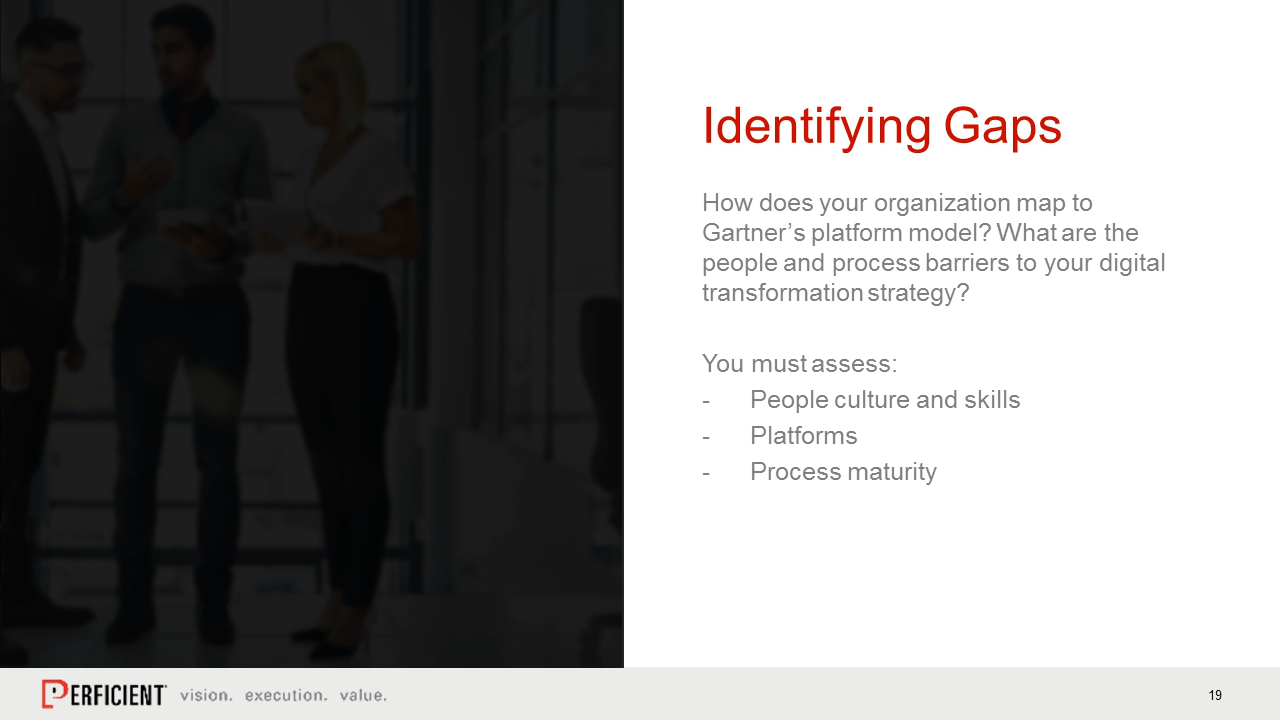 Identifying Gaps
How does your organization map to
Gartner’s platform model? What are the
people and process barriers to your digital
transformation strategy?
You must assess:
- People culture and skills
- Platforms
- Process maturity
PERFICIENT vision. execution. value.
19